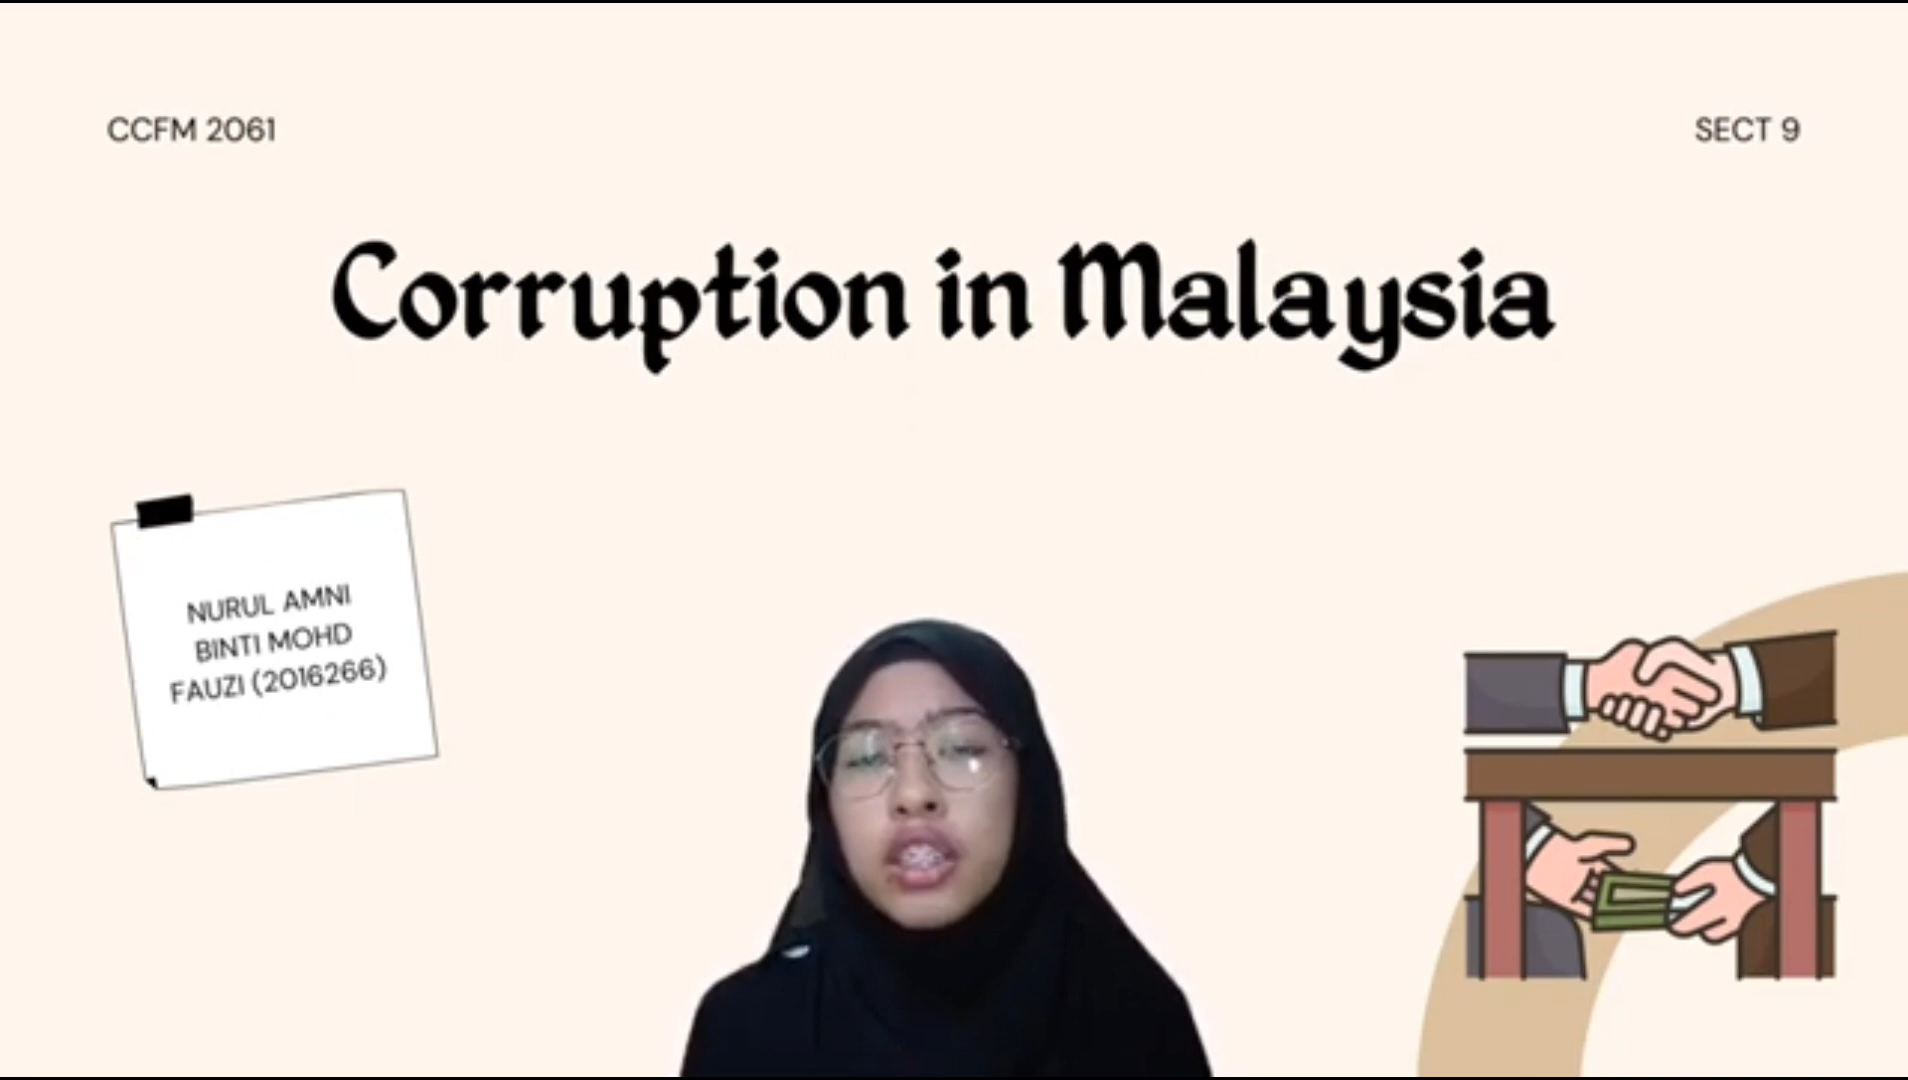 CCFM 2061
SECT 9
Corruption in Malaysia
NURUL AMNI
BINTI MOHD
FAUZI (2016266)